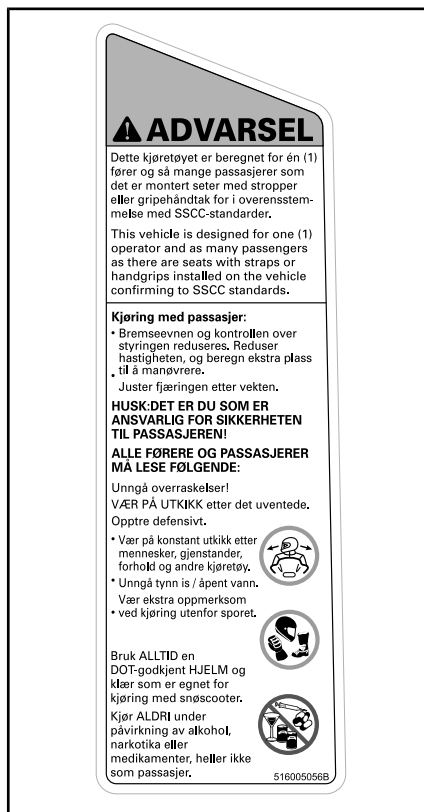 ADVARSEL
Dette kjøretøyet er beregnet for én (1)
fører og så mange passasjerer som
det er montert seter med stropper
eller gripehåndtak for i overensstem-
melse med SSCC-standarder.
This vehicle is designed for one (1)
operator and as many passengers
as there are seats with straps or
handgrips installed on the vehicle
confirming to SSCC standards.
Kjøring med passasjer:
• Bremseevnen og kontrollen over
styringen reduseres. Reduser
hastigheten, og beregn ekstra plass
• til å manøvrere.
Juster fjæringen etter vekten.
HUSK:DET ER DU SOM ER
ANSVARLIG FOR SIKKERHETEN
TIL PASSASJEREN!
ALLE FØRERE OG PASSASJERER
MÅ LESE FØLGENDE:
Unngå overraskelser!
VÆR PÅ UTKIKK etter det uventede.
Opptre defensivt.
• Vær på konstant utkikk etter
mennesker, gjenstander,
forhold og andre kjøretøy.
• Unngå tynn is / åpent vann.
Vær ekstra oppmerksom
• ved kjøring utenfor sporet.
Bruk ALLTID en
DOT-godkjent HJELM og
klær som er egnet for
kjøring med snøscooter.
Kjør ALDRI under
påvirkning av alkohol,
narkotika eller
medikamenter, heller ikke
som passasjer.
516005056B